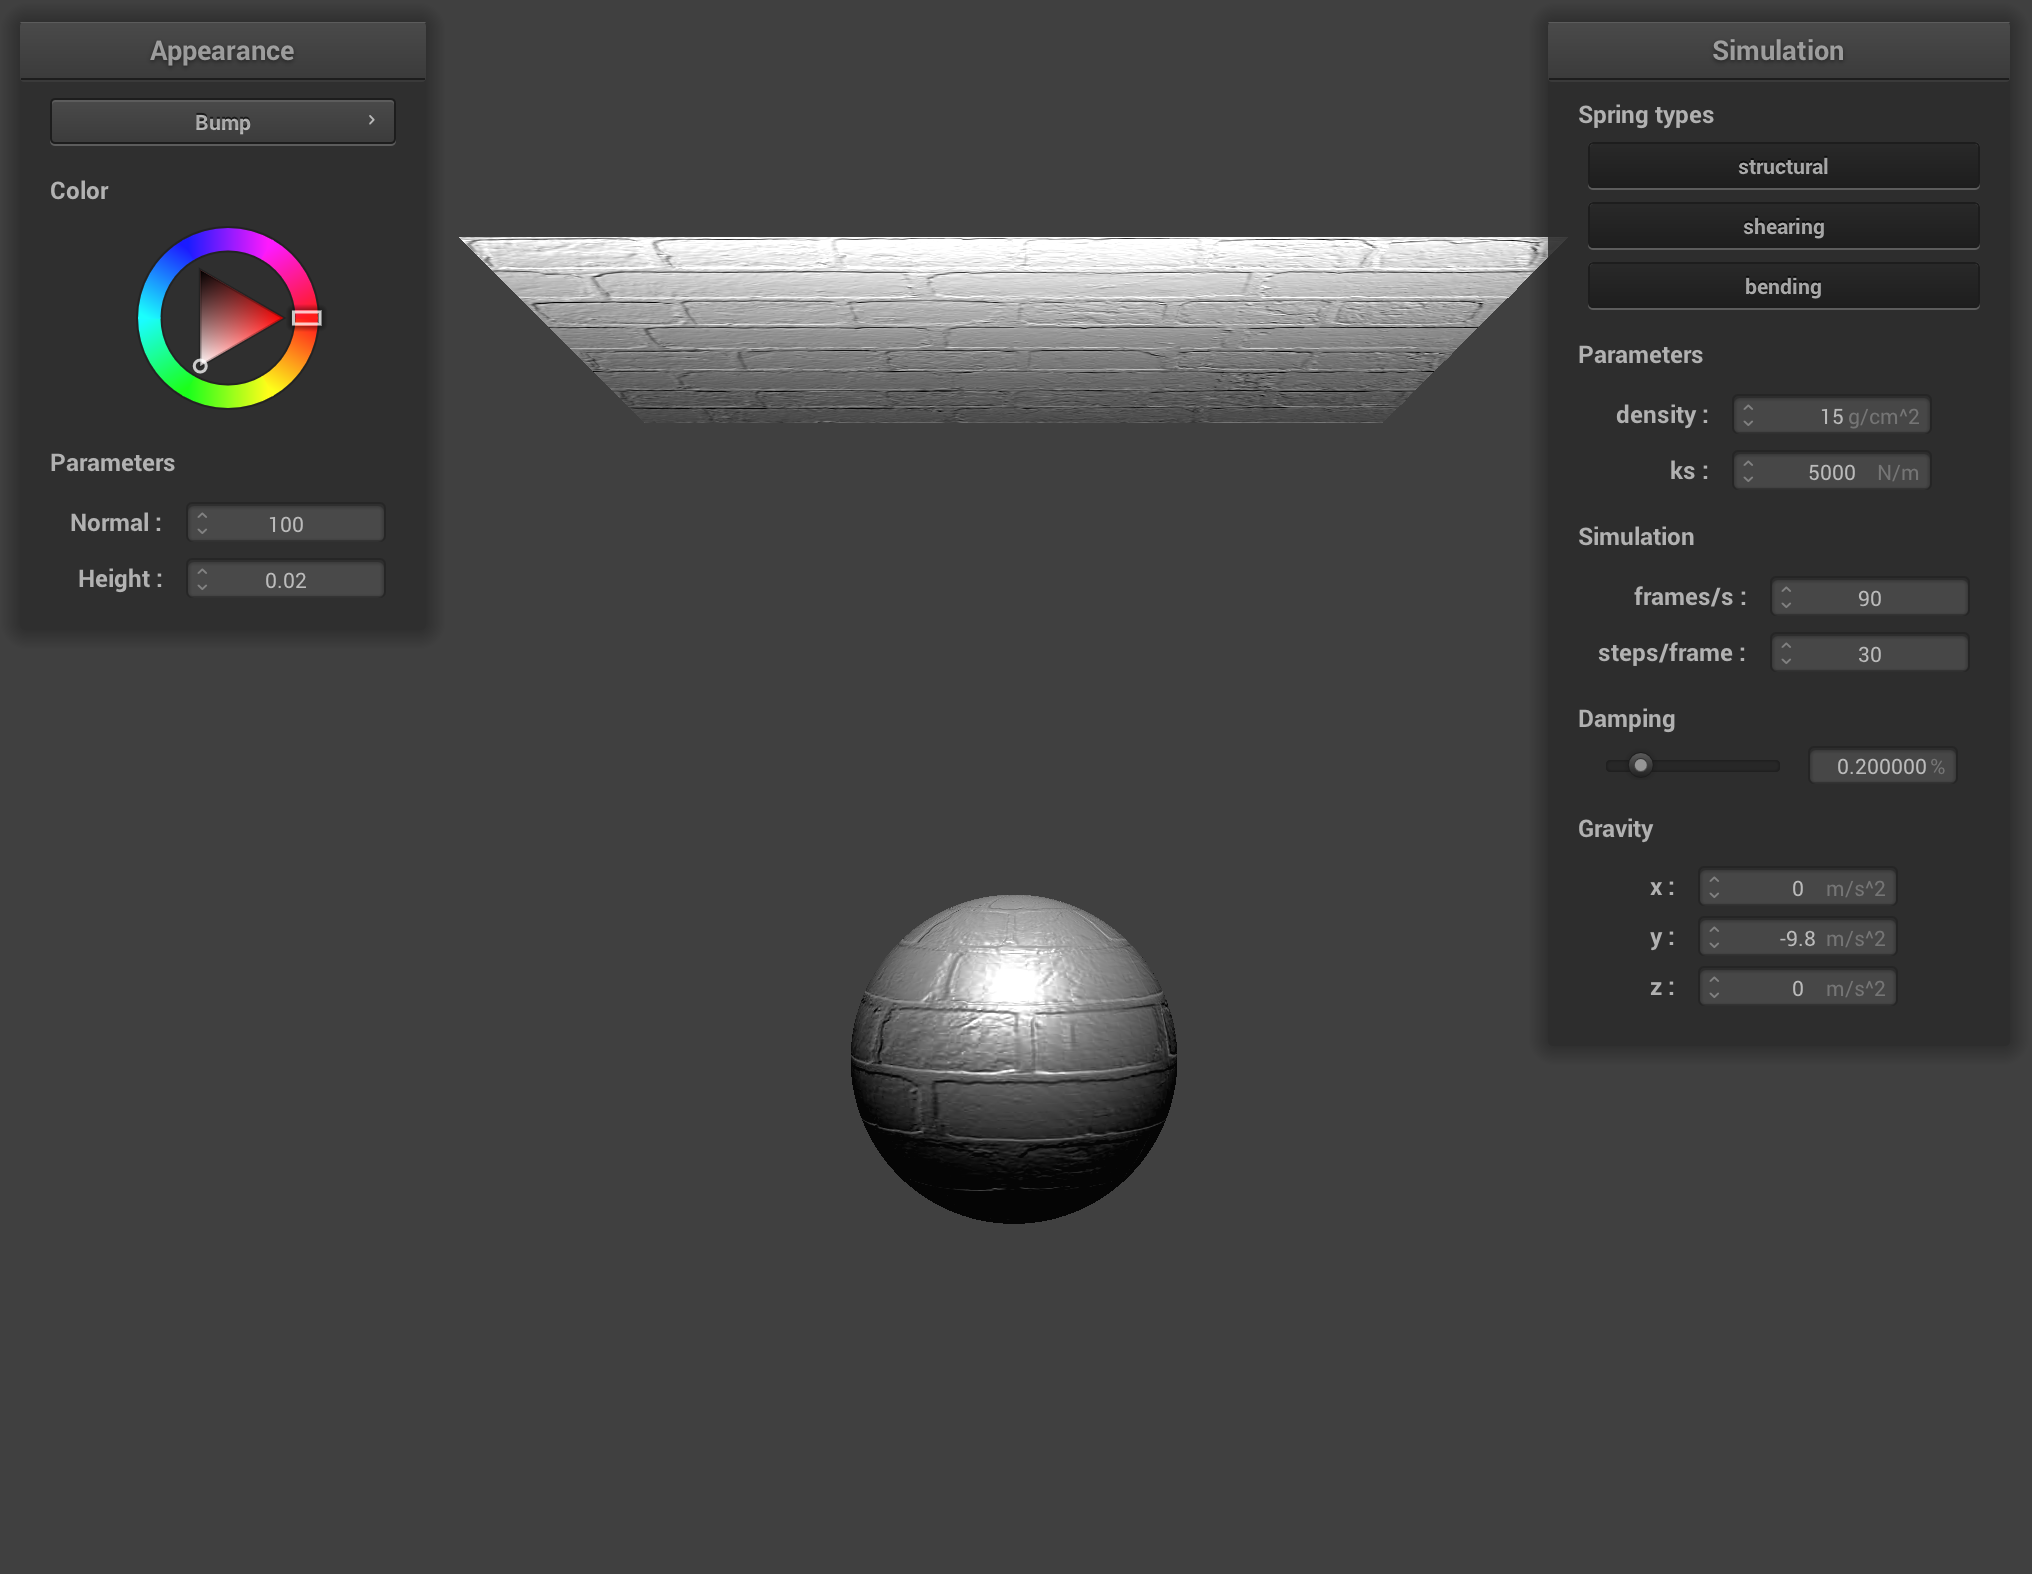 Appearance
Bump
Color
Parameters
Normal : 100
Height : 0.02
Simulation
Spring types
structural
shearing
bending
Parameters
density : 15 g/cm^2
ks : 5000 N/m
Simulation
frames/s : 90
steps/frame : 30
Damping
0.200000 %
Gravity
x : 0 m/s^2
y : -9.8 m/s^2
z : 0 m/s^2